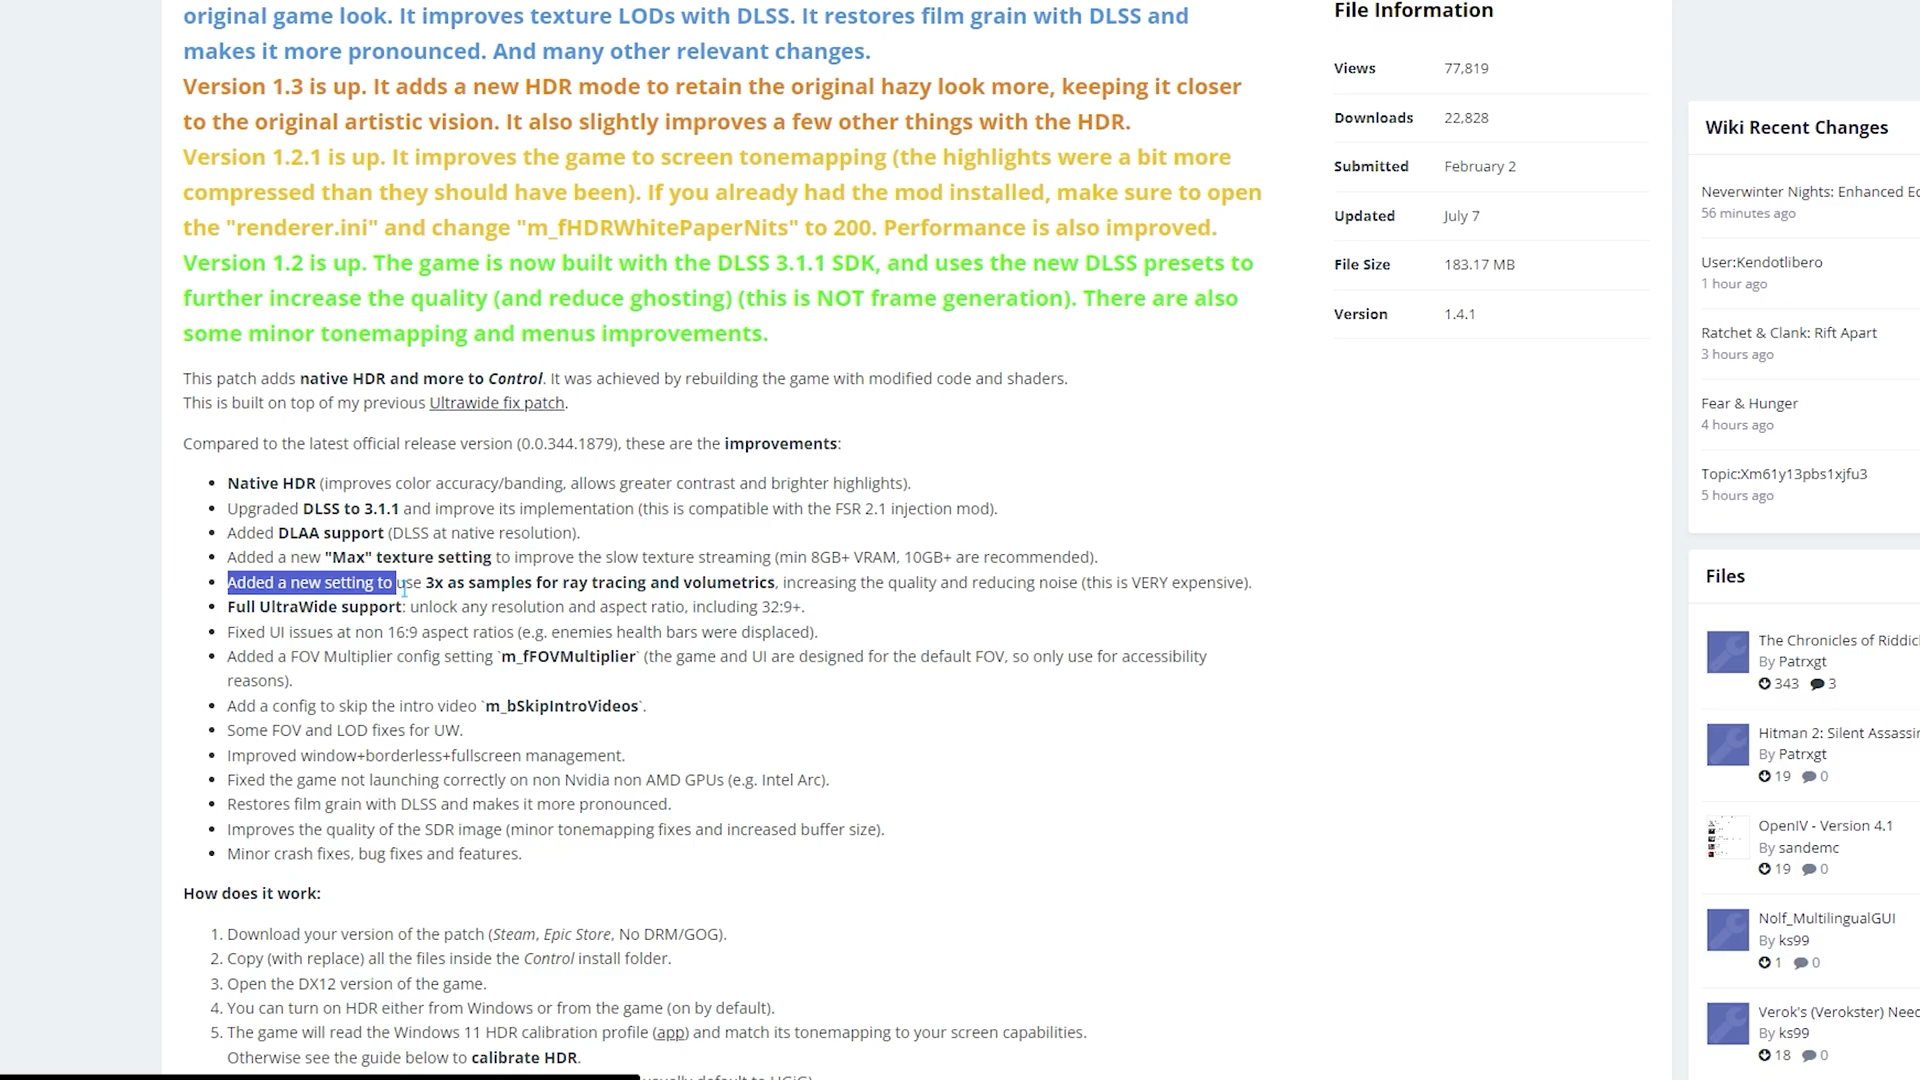 original game look. It improves texture LODs with DLSS. It restores film grain with DLSS and
makes it more pronounced. And many other relevant changes.
Version 1.3 is up. It adds a new HDR mode to retain the original hazy look more, keeping it closer
to the original artistic vision. It also slightly improves a few other things with the HDR.
Version 1.2.1 is up. It improves the game to screen tonemapping (the highlights were a bit more
compressed than they should have been). If you already had the mod installed, make sure to open
the "renderer.ini" and change "m_fHDRWhitePaperNits" to 200. Performance is also improved.
Version 1.2 is up. The game is now built with the DLSS 3.1.1 SDK, and uses the new DLSS presets to
further increase the quality (and reduce ghosting) (this is NOT frame generation). There are also
some minor tonemapping and menus improvements.
This patch adds native HDR and more to Control. It was achieved by rebuilding the game with modified code and shaders.
This is built on top of my previous Ultrawide fix patch.
Compared to the latest official release version (0.0.344.1879), these are the improvements:
• Native HDR (improves color accuracy/banding, allows greater contrast and brighter highlights).
• Upgraded DLSS to 3.1.1 and improve its implementation (this is compatible with the FSR 2.1 injection mod).
• Added DLAA support (DLSS at native resolution).
• Added a new "Max" texture setting to improve the slow texture streaming (min 8GB+ VRAM, 10GB+ are recommended).
• Added a new setting to use 3x as samples for ray tracing and volumetrics, increasing the quality and reducing noise (this is VERY expensive).
• Full UltraWide support: unlock any resolution and aspect ratio, including 32:9+.
• Fixed UI issues at non 16:9 aspect ratios (e.g. enemies health bars were displaced).
• Added a FOV Multiplier config setting `m_fFOVMultiplier` (the game and UI are designed for the default FOV, so only use for accessibility
reasons).
• Add a config to skip the intro video `m_bSkipIntroVideos`.
• Some FOV and LOD fixes for UW.
• Improved window+borderless+fullscreen management.
• Fixed the game not launching correctly on non Nvidia non AMD GPUs (e.g. Intel Arc).
• Restores film grain with DLSS and makes it more pronounced.
• Improves the quality of the SDR image (minor tonemapping fixes and increased buffer size).
• Minor crash fixes, bug fixes and features.
How does it work:
1. Download your version of the patch (Steam, Epic Store, No DRM/GOG).
2. Copy (with replace) all the files inside the Control install folder.
3. Open the DX12 version of the game.
4. You can turn on HDR either from Windows or from the game (on by default).
5. The game will read the Windows 11 HDR calibration profile (app) and match its tonemapping to your screen capabilities.
Otherwise see the guide below to calibrate HDR.
File Information
Views 77,819
Downloads 22,828
Submitted February 2
Updated July 7
File Size 183.17 MB
Version 1.4.1
Wiki Recent Changes
Neverwinter Nights: Enhanced Ed
56 minutes ago
User:Kendotlibero
1 hour ago
Ratchet & Clank: Rift Apart
3 hours ago
Fear & Hunger
4 hours ago
Topic:Xm61y13pbs1xjfu3
5 hours ago
Files
The Chronicles of Riddic
By Patrxgt
343 3
Hitman 2: Silent Assassin
By Patrxgt
19 0
OpenIV - Version 4.1
By sandemc
19 0
Nolf_MultilingualGUI
By ks99
1 0
Verok's (Verokster) Need
By ks99
18 0